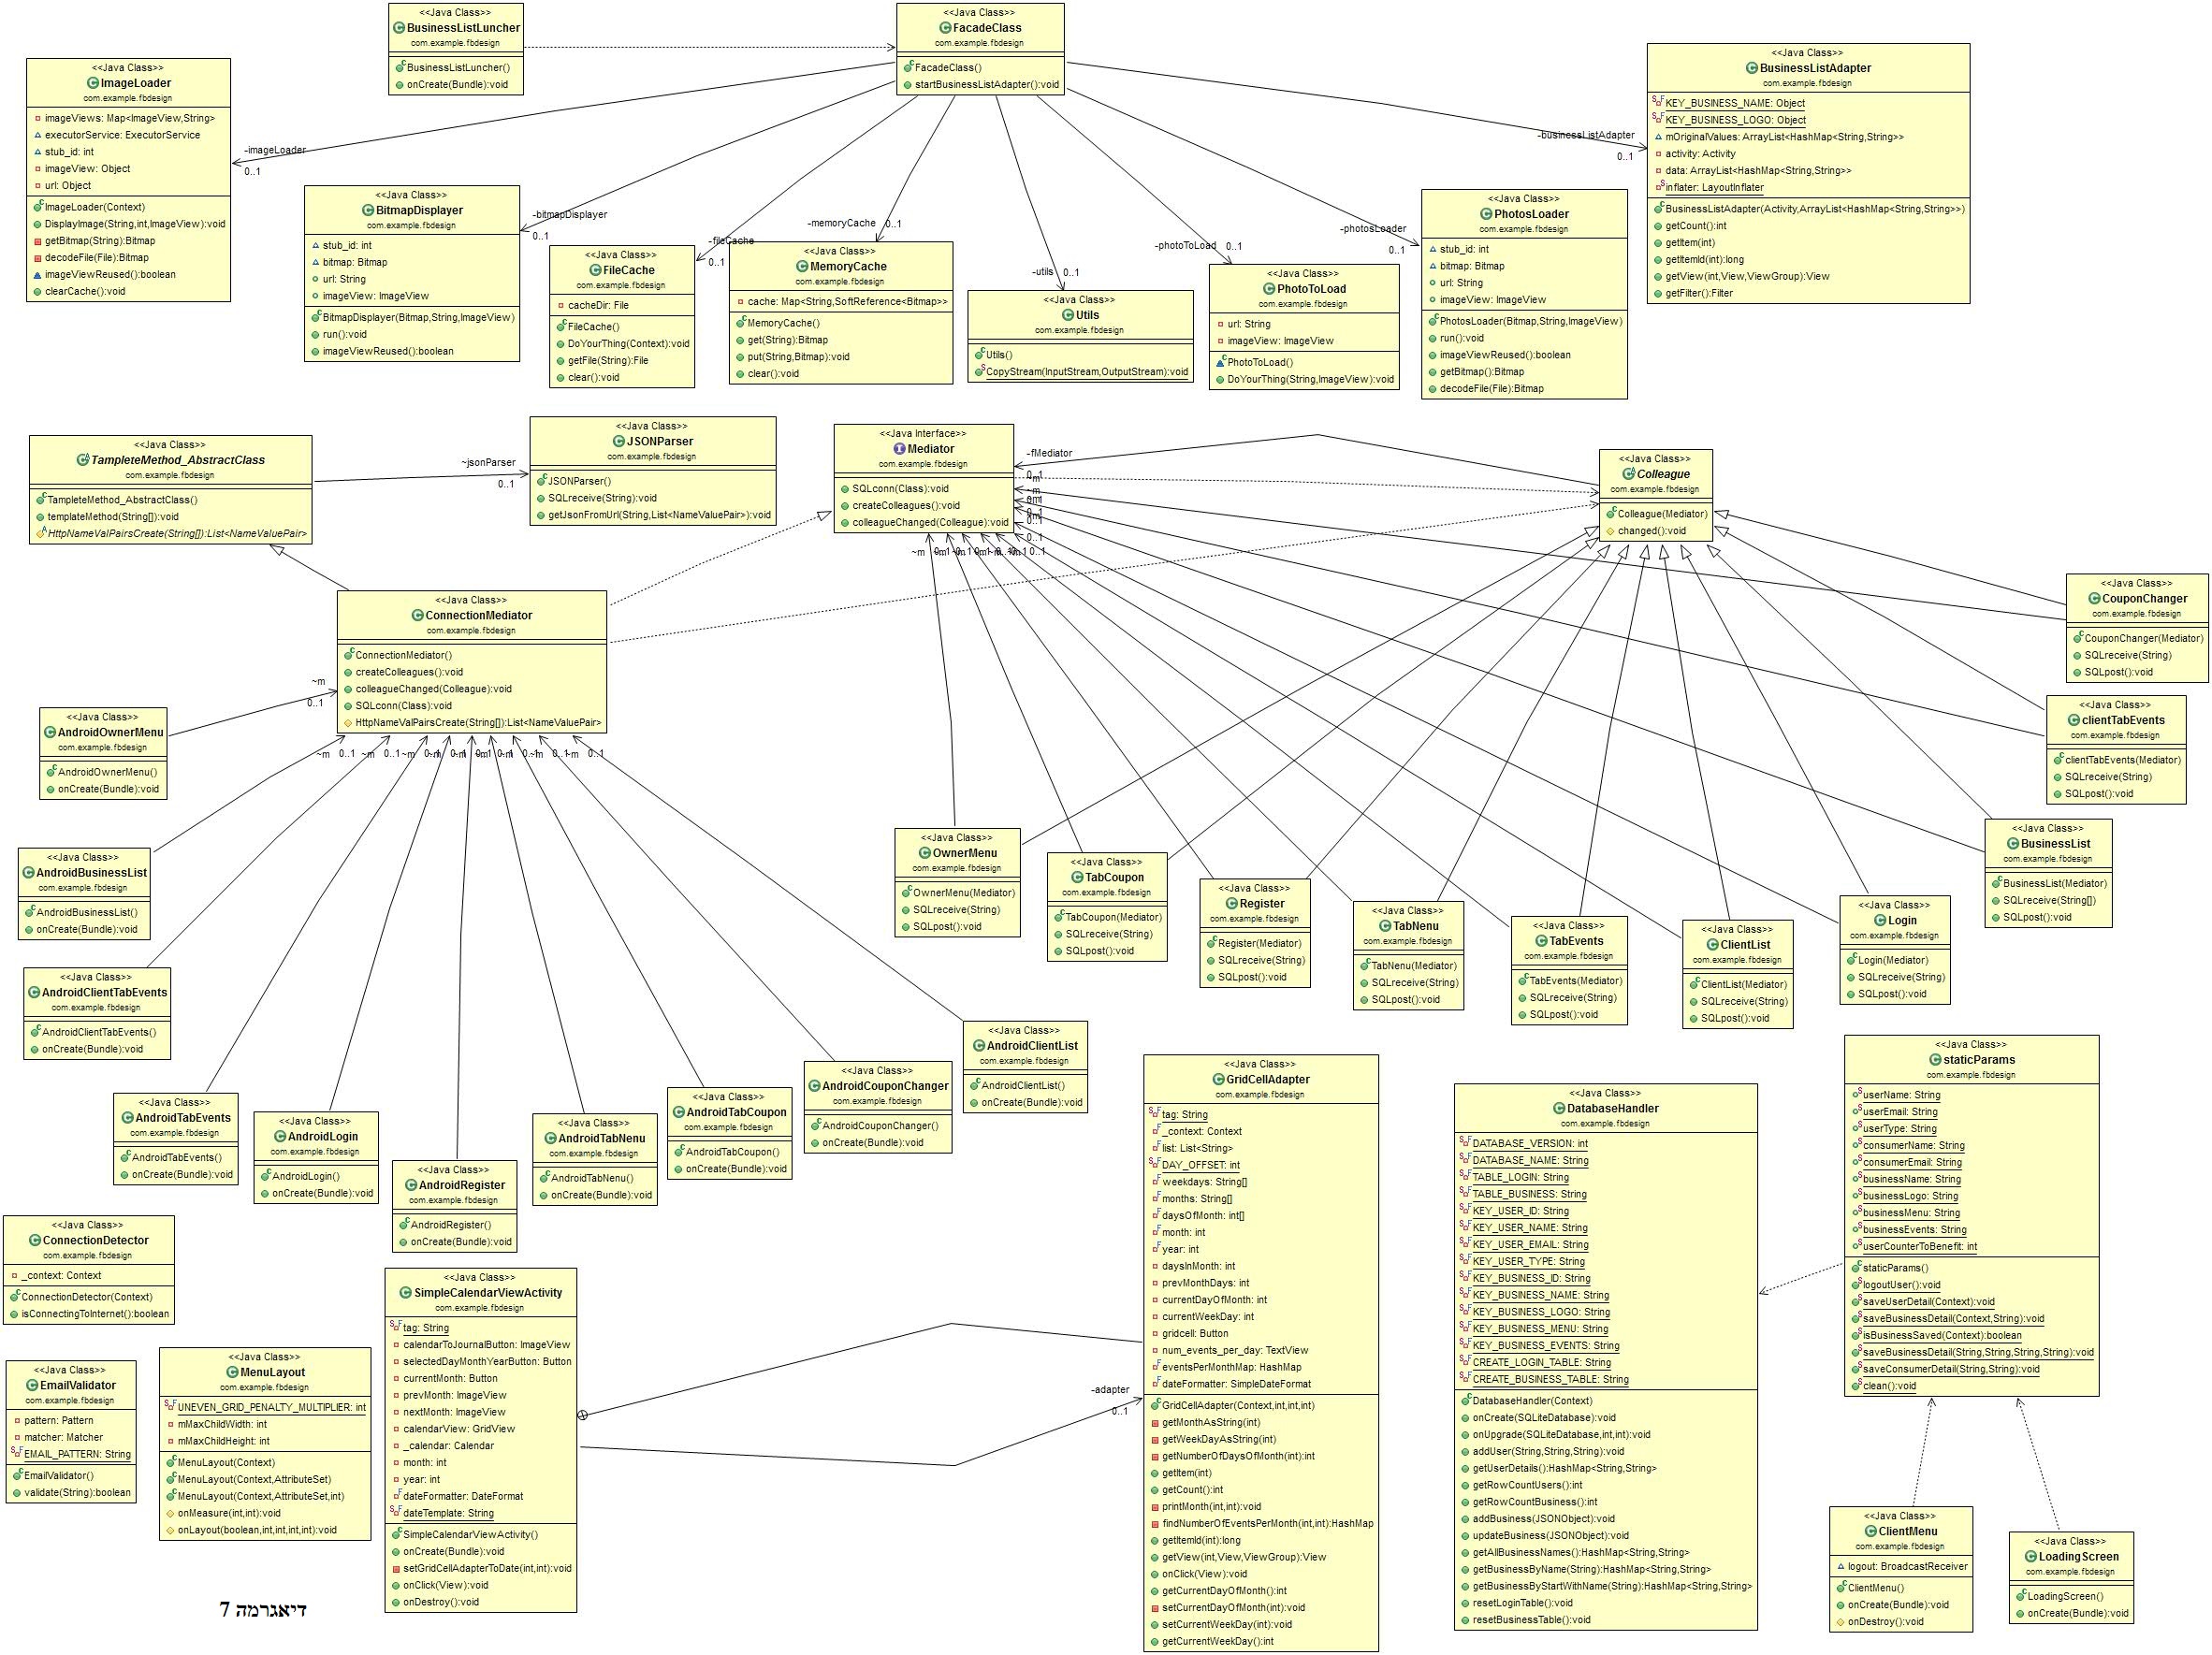 <<Java Class>>
BusinessListLuncher
com.example.fbdesign
BusinessListLuncher()
onCreate(Bundle):void
<<Java Class>>
FacadeClass
com.example.fbdesign
FacadeClass()
startBusinessListAdapter():void
<<Java Class>>
ImageLoader
com.example.fbdesign
imageViews: Map<ImageView,String>
executorService: ExecutorService
stub_id: int
imageView: Object
url: Object
ImageLoader(Context)
DisplayImage(String,int,ImageView):void
getBitmap(String):Bitmap
decodeFile(File):Bitmap
imageViewReused():boolean
clearCache():void
-imageLoader
0..1
<<Java Class>>
BusinessListAdapter
com.example.fbdesign
KEY_BUSINESS_NAME: Object
KEY_BUSINESS_LOGO: Object
mOriginalValues: ArrayList<HashMap<String,String>>
activity: Activity
data: ArrayList<HashMap<String,String>>
inflater: LayoutInflater
BusinessListAdapter(Activity,ArrayList<HashMap<String,String>>)
getCount():int
getItem(int)
getItemId(int):long
getView(int,View,ViewGroup):View
getFilter():Filter
-businessListAdapter
0..1
<<Java Class>>
BitmapDisplayer
com.example.fbdesign
stub_id: int
bitmap: Bitmap
url: String
imageView: ImageView
BitmapDisplayer(Bitmap,String,ImageView)
run():void
imageViewReused():boolean
-bitmapDisplayer
0..1
<<Java Class>>
FileCache
com.example.fbdesign
cacheDir: File
FileCache()
DoYourThing(Context):void
getFile(String):File
clear():void
-fileCache
0..1
<<Java Class>>
MemoryCache
com.example.fbdesign
cache: Map<String,SoftReference<Bitmap>>
MemoryCache()
get(String):Bitmap
put(String,Bitmap):void
clear():void
-memoryCache
0..1
<<Java Class>>
Utils
com.example.fbdesign
Utils()
CopyStream(InputStream,OutputStream):void
-utils
0..1
<<Java Class>>
PhotoToLoad
com.example.fbdesign
url: String
imageView: ImageView
PhotoToLoad()
DoYourThing(String,ImageView):void
-photoToLoad
0..1
<<Java Class>>
PhotosLoader
com.example.fbdesign
stub_id: int
bitmap: Bitmap
url: String
imageView: ImageView
PhotosLoader(Bitmap,String,ImageView)
run():void
imageViewReused():boolean
getBitmap():Bitmap
decodeFile(File):Bitmap
-photosLoader
0..1
<<Java Class>>
TampleteMethod_AbstractClass
com.example.fbdesign
TampleteMethod_AbstractClass()
templateMethod(String[]):void
HttpNameValPairsCreate(String[]):List<NameValuePair>
~jsonParser
0..1
<<Java Class>>
JSONParser
com.example.fbdesign
JSONParser()
SQLreceive(String):void
getJsonFromUrl(String,List<NameValuePair>):void
<<Java Interface>>
Mediator
com.example.fbdesign
SQLconn(Class):void
createColleagues():void
colleagueChanged(Colleague):void
-fMediator
0..1
<<Java Class>>
Colleague
com.example.fbdesign
Colleague(Mediator)
changed():void
<<Java Class>>
ConnectionMediator
com.example.fbdesign
ConnectionMediator()
createColleagues():void
colleagueChanged(Colleague):void
SQLconn(Class):void
HttpNameValPairsCreate(String[]):List<NameValuePair>
~m
0..1
<<Java Class>>
CouponChanger
com.example.fbdesign
CouponChanger(Mediator)
SQLreceive(String)
SQLpost():void
<<Java Class>>
clientTabEvents
com.example.fbdesign
clientTabEvents(Mediator)
SQLreceive(String)
SQLpost():void
<<Java Class>>
BusinessList
com.example.fbdesign
BusinessList(Mediator)
SQLreceive(String[])
SQLpost():void
<<Java Class>>
AndroidOwnerMenu
com.example.fbdesign
AndroidOwnerMenu()
onCreate(Bundle):void
<<Java Class>>
AndroidBusinessList
com.example.fbdesign
AndroidBusinessList()
onCreate(Bundle):void
<<Java Class>>
OwnerMenu
com.example.fbdesign
OwnerMenu(Mediator)
SQLreceive(String)
SQLpost():void
<<Java Class>>
TabCoupon
com.example.fbdesign
TabCoupon(Mediator)
SQLreceive(String)
SQLpost():void
<<Java Class>>
Register
com.example.fbdesign
Register(Mediator)
SQLreceive(String)
SQLpost():void
<<Java Class>>
TabNenu
com.example.fbdesign
TabNenu(Mediator)
SQLreceive(String)
SQLpost():void
<<Java Class>>
TabEvents
com.example.fbdesign
TabEvents(Mediator)
SQLreceive(String)
SQLpost():void
<<Java Class>>
ClientList
com.example.fbdesign
ClientList(Mediator)
SQLreceive(String)
SQLpost():void
<<Java Class>>
Login
com.example.fbdesign
Login(Mediator)
SQLreceive(String)
SQLpost():void
<<Java Class>>
AndroidClientTabEvents
com.example.fbdesign
AndroidClientTabEvents()
onCreate(Bundle):void
<<Java Class>>
AndroidTabEvents
com.example.fbdesign
AndroidTabEvents()
onCreate(Bundle):void
<<Java Class>>
AndroidLogin
com.example.fbdesign
AndroidLogin()
onCreate(Bundle):void
<<Java Class>>
AndroidRegister
com.example.fbdesign
AndroidRegister()
onCreate(Bundle):void
<<Java Class>>
AndroidTabNenu
com.example.fbdesign
AndroidTabNenu()
onCreate(Bundle):void
<<Java Class>>
AndroidTabCoupon
com.example.fbdesign
AndroidTabCoupon()
onCreate(Bundle):void
<<Java Class>>
AndroidCouponChanger
com.example.fbdesign
AndroidCouponChanger()
onCreate(Bundle):void
<<Java Class>>
AndroidClientList
com.example.fbdesign
AndroidClientList()
onCreate(Bundle):void
<<Java Class>>
ConnectionDetector
com.example.fbdesign
_context: Context
ConnectionDetector(Context)
isConnectingToInternet():boolean
<<Java Class>>
EmailValidator
com.example.fbdesign
pattern: Pattern
matcher: Matcher
EMAIL_PATTERN: String
EmailValidator()
validate(String):boolean
<<Java Class>>
MenuLayout
com.example.fbdesign
UNEVEN_GRID_PENALTY_MULTIPLIER: int
mMaxChildWidth: int
mMaxChildHeight: int
MenuLayout(Context)
MenuLayout(Context,AttributeSet)
MenuLayout(Context,AttributeSet,int)
onMeasure(int,int):void
onLayout(boolean,int,int,int,int):void
<<Java Class>>
SimpleCalendarViewActivity
com.example.fbdesign
tag: String
calendarToJournalButton: ImageView
selectedDayMonthYearButton: Button
currentMonth: Button
prevMonth: ImageView
nextMonth: ImageView
calendarView: GridView
_calendar: Calendar
month: int
year: int
dateFormatter: DateFormat
dateTemplate: String
SimpleCalendarViewActivity()
onCreate(Bundle):void
setGridCellAdapterToDate(int,int):void
onClick(View):void
onDestroy():void
-adapter
0..1
<<Java Class>>
GridCellAdapter
com.example.fbdesign
tag: String
_context: Context
list: List<String>
DAY_OFFSET: int
weekdays: String[]
months: String[]
daysOfMonth: int[]
month: int
year: int
daysInMonth: int
prevMonthDays: int
currentDayOfMonth: int
currentWeekDay: int
gridcell: Button
num_events_per_day: TextView
eventsPerMonthMap: HashMap
dateFormatter: SimpleDateFormat
GridCellAdapter(Context,int,int,int)
getMonthAsString(int)
getWeekDayAsString(int)
getNumberOfDaysOfMonth(int):int
getItem(int)
getCount():int
printMonth(int,int):void
findNumberOfEventsPerMonth(int,int):HashMap
getItemId(int):long
getView(int,View,ViewGroup):View
onClick(View):void
getCurrentDayOfMonth():int
setCurrentDayOfMonth(int):void
setCurrentWeekDay(int):void
getCurrentWeekDay():int
<<Java Class>>
DatabaseHandler
com.example.fbdesign
DATABASE_VERSION: int
DATABASE_NAME: String
TABLE_LOGIN: String
TABLE_BUSINESS: String
KEY_USER_ID: String
KEY_USER_NAME: String
KEY_USER_EMAIL: String
KEY_USER_TYPE: String
KEY_BUSINESS_ID: String
KEY_BUSINESS_NAME: String
KEY_BUSINESS_LOGO: String
KEY_BUSINESS_MENU: String
KEY_BUSINESS_EVENTS: String
CREATE_LOGIN_TABLE: String
CREATE_BUSINESS_TABLE: String
DatabaseHandler(Context)
onCreate(SQLiteDatabase):void
onUpgrade(SQLiteDatabase,int,int):void
addUser(String,String,String):void
getUserDetails():HashMap<String,String>
getRowCountUsers():int
getRowCountBusiness():int
addBusiness(JSONObject):void
updateBusiness(JSONObject):void
getAllBusinessNames():HashMap<String,String>
getBusinessByName(String):HashMap<String,String>
getBusinessByStartWithName(String):HashMap<String,String>
resetLoginTable():void
resetBusinessTable():void
<<Java Class>>
staticParams
com.example.fbdesign
userName: String
userEmail: String
userType: String
consumerName: String
consumerEmail: String
businessName: String
businessLogo: String
businessMenu: String
businessEvents: String
userCounterToBenefit: int
staticParams()
logoutUser():void
saveUserDetail(Context):void
saveBusinessDetail(Context,String):void
isBusinessSaved(Context):boolean
saveBusinessDetail(String,String,String,String):void
saveConsumerDetail(String,String):void
clean():void
<<Java Class>>
ClientMenu
com.example.fbdesign
logout: BroadcastReceiver
ClientMenu()
onCreate(Bundle):void
onDestroy():void
<<Java Class>>
LoadingScreen
com.example.fbdesign
LoadingScreen()
onCreate(Bundle):void
דיאגרמה 7